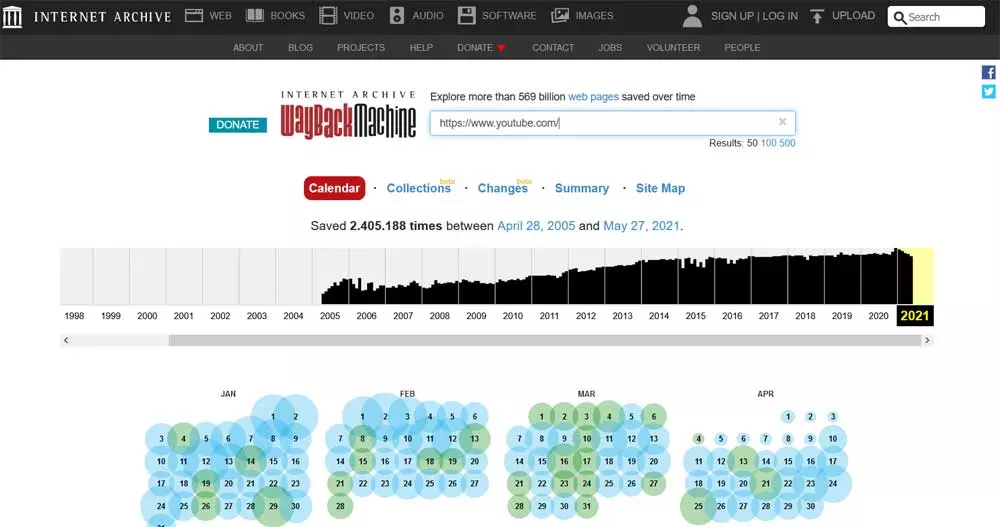 INTERNET ARCHIVE WEB BOOKS VIDEO AUDIO SOFTWARE IMAGES SIGN UP | LOG IN UPLOAD Search
ABOUT BLOG PROJECTS HELP DONATE CONTACT JOBS VOLUNTEER PEOPLE
INTERNET ARCHIVE
WayBackMachine
DONATE
Explore more than 569 billion web pages saved over time
https://www.youtube.com/
Results: 50 100 500
Calendar · Collections beta · Changes beta · Summary · Site Map
Saved 2.405.188 times between April 28, 2005 and May 27, 2021.
1998 1999 2000 2001 2002 2003 2004 2005 2006 2007 2008 2009 2010 2011 2012 2013 2014 2015 2016 2017 2018 2019 2020 2021
JAN
1 2
3 4 5 6 7 8 9
10 11 12 13 14 15 16
17 18 19 20 21 22 23
24 25 26 27 28 29 30
31
FEB
1 2 3 4 5 6
7 8 9 10 11 12 13
14 15 16 17 18 19 20
21 22 23 24 25 26 27
28
MAR
1 2 3 4 5 6
7 8 9 10 11 12 13
14 15 16 17 18 19 20
21 22 23 24 25 26 27
28 29 30 31
APR
1 2 3
4 5 6 7 8 9 10
11 12 13 14 15 16 17
18 19 20 21 22 23 24
25 26 27 28 29 30